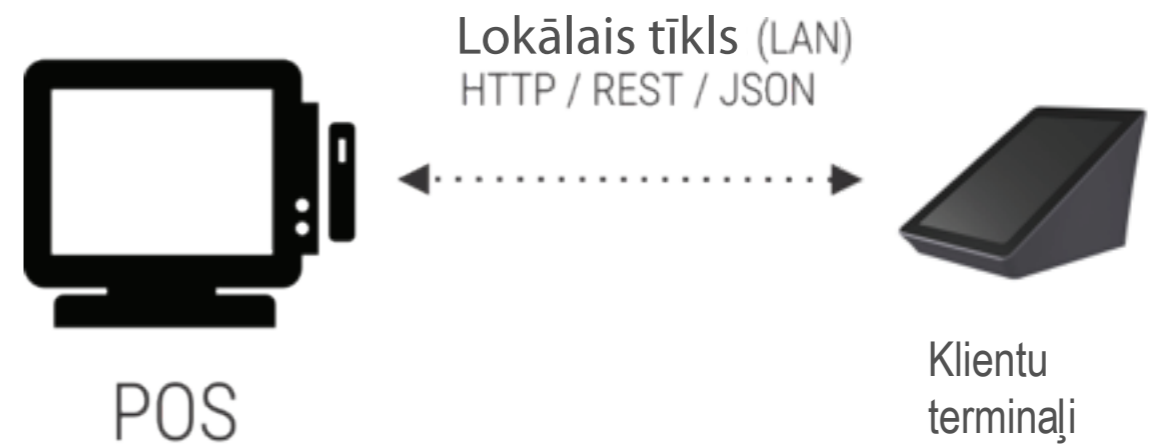 Lokālais tīkls (LAN)
HTTP / REST / JSON
POS
Klientu
termināļi